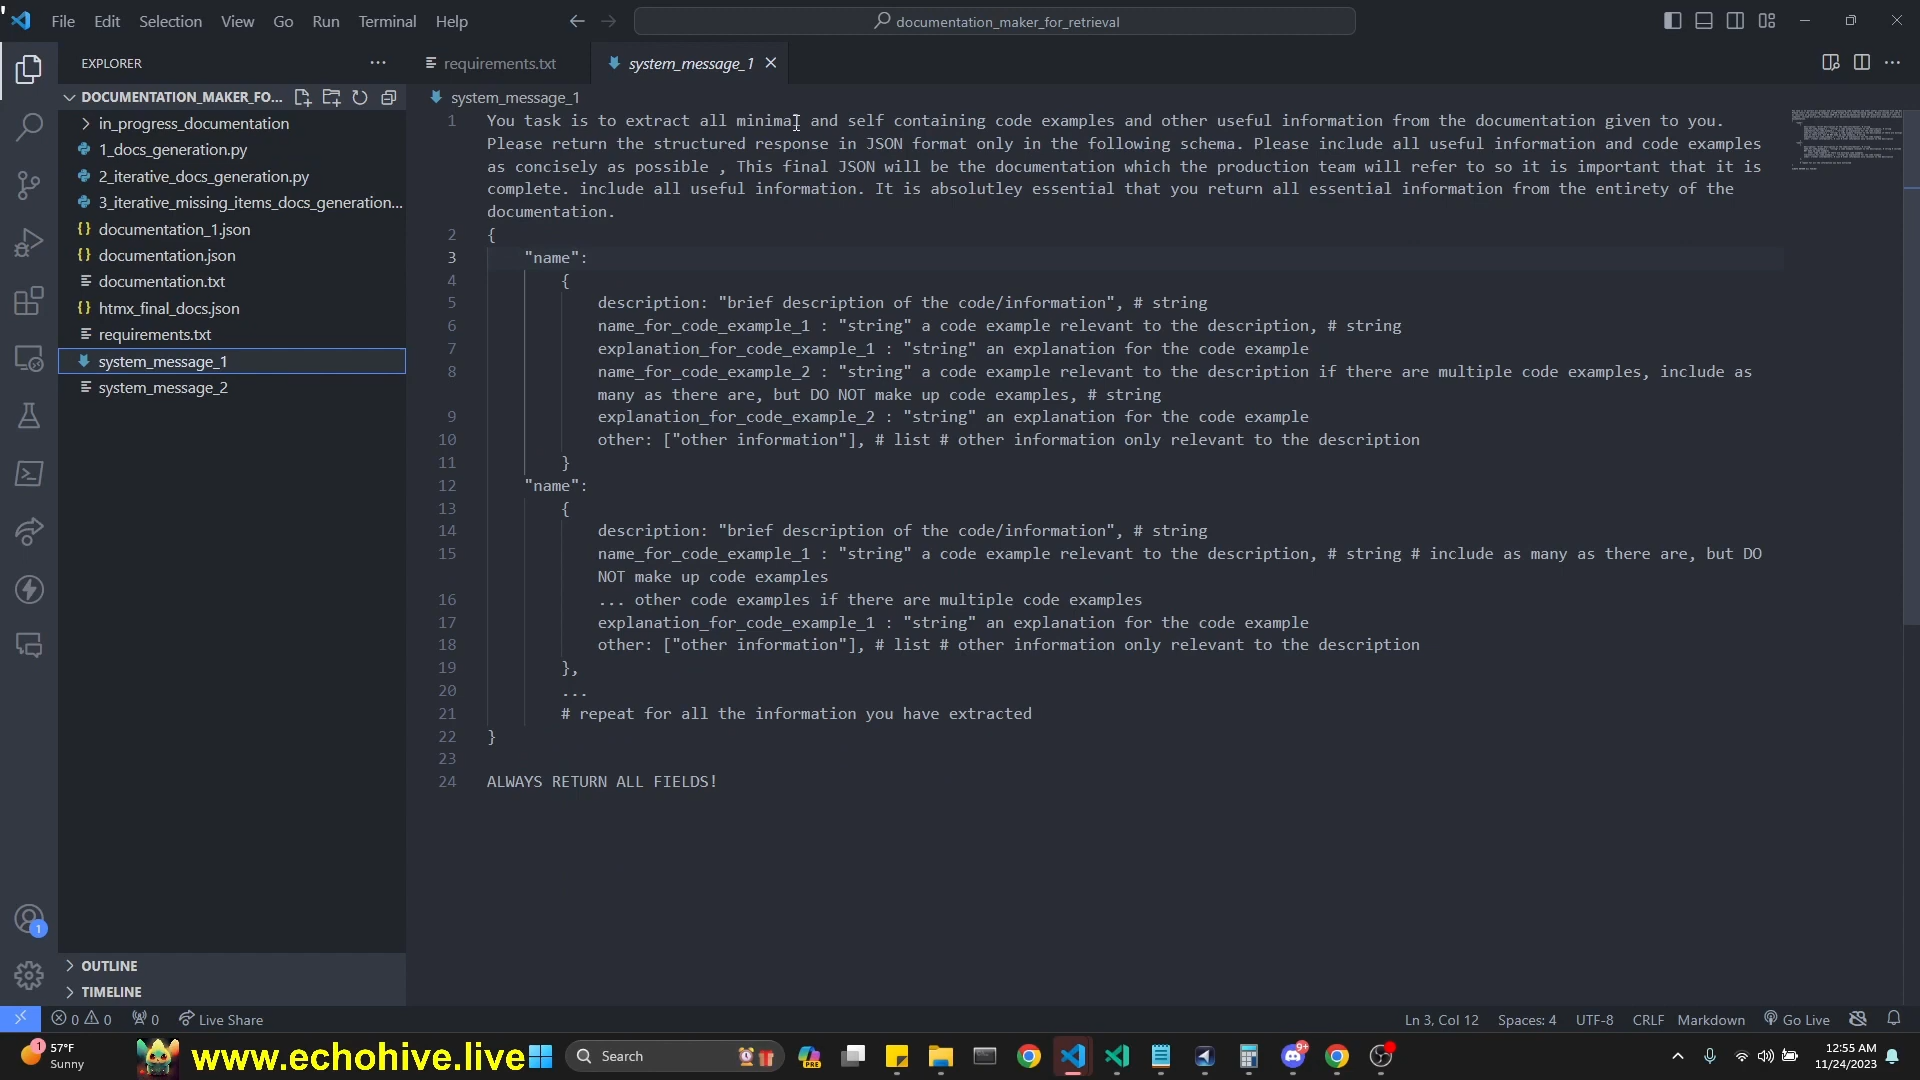 File Edit Selection View Go Run Terminal Help
documentation_maker_for_retrieval
EXPLORER
requirements.txt
system_message_1
DOCUMENTATION_MAKER_FO...
in_progress_documentation
1_docs_generation.py
2_iterative_docs_generation.py
3_iterative_missing_items_docs_generation...
documentation_1.json
documentation.json
documentation.txt
htmx_final_docs.json
requirements.txt
system_message_1
system_message_2
OUTLINE
TIMELINE
system_message_1
1 You task is to extract all minimal and self containing code examples and other useful information from the documentation given to you.
Please return the structured response in JSON format only in the following schema. Please include all useful information and code examples
as concisely as possible , This final JSON will be the documentation which the production team will refer to so it is important that it is
complete. include all useful information. It is absolutley essential that you return all essential information from the entirety of the
documentation.
2 {
3 "name":
4 {
5 description: "brief description of the code/information", # string
6 name_for_code_example_1 : "string" a code example relevant to the description, # string
7 explanation_for_code_example_1 : "string" an explanation for the code example
8 name_for_code_example_2 : "string" a code example relevant to the description if there are multiple code examples, include as
many as there are, but DO NOT make up code examples, # string
9 explanation_for_code_example_2 : "string" an explanation for the code example
10 other: ["other information"], # list # other information only relevant to the description
11 }
12 "name":
13 {
14 description: "brief description of the code/information", # string
15 name_for_code_example_1 : "string" a code example relevant to the description, # string # include as many as there are, but DO
NOT make up code examples
16 ... other code examples if there are multiple code examples
17 explanation_for_code_example_1 : "string" an explanation for the code example
18 other: ["other information"], # list # other information only relevant to the description
19 },
20 ...
21 # repeat for all the information you have extracted
22 }
23
24 ALWAYS RETURN ALL FIELDS!
1
0 0 0 Live Share
Ln 3, Col 12 Spaces: 4 UTF-8 CRLF Markdown Go Live
1
57°F
Sunny
www.echohive.live
Search
PRE
9+
12:55 AM
11/24/2023